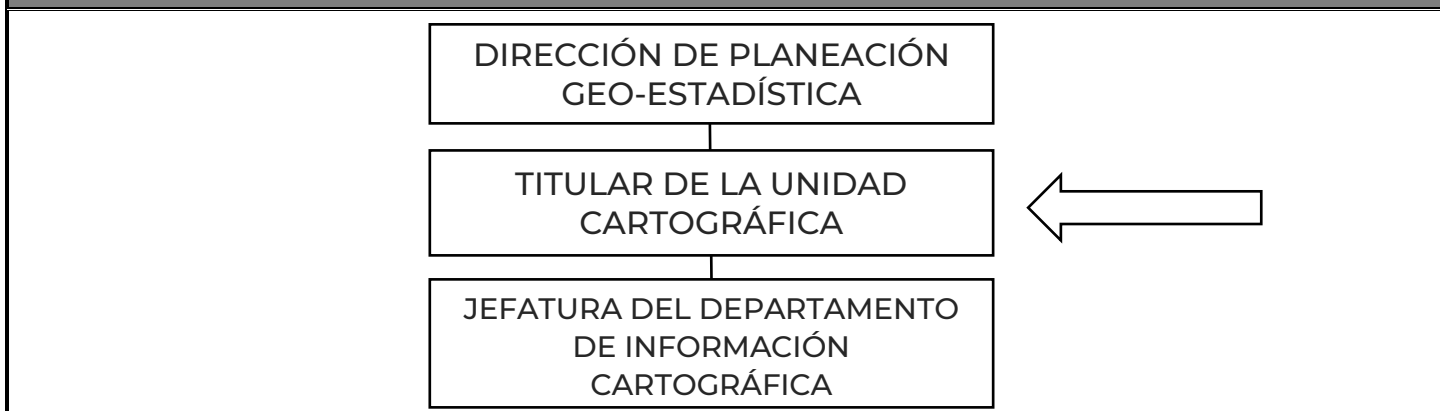 DIRECCIÓN DE PLANEACIÓN
GEO-ESTADÍSTICA
TITULAR DE LA UNIDAD
CARTOGRÁFICA
JEFATURA DEL DEPARTAMENTO
DE INFORMACIÓN
CARTOGRÁFICA